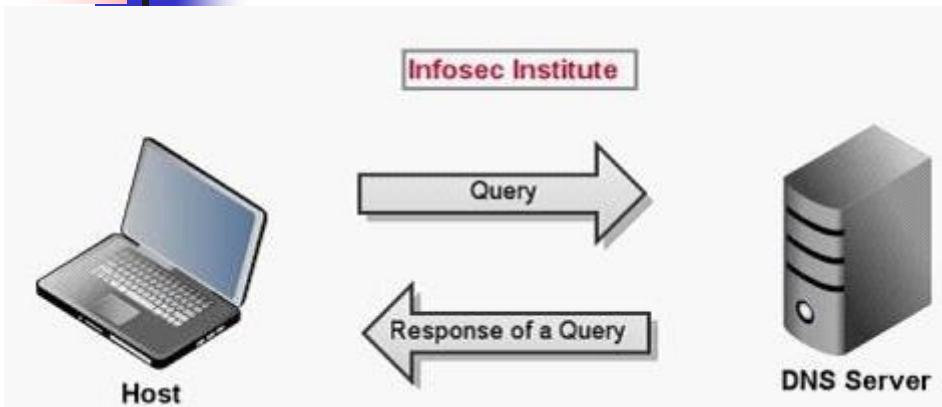 Infosec Institute
Query
Response of a Query
Host
DNS Server